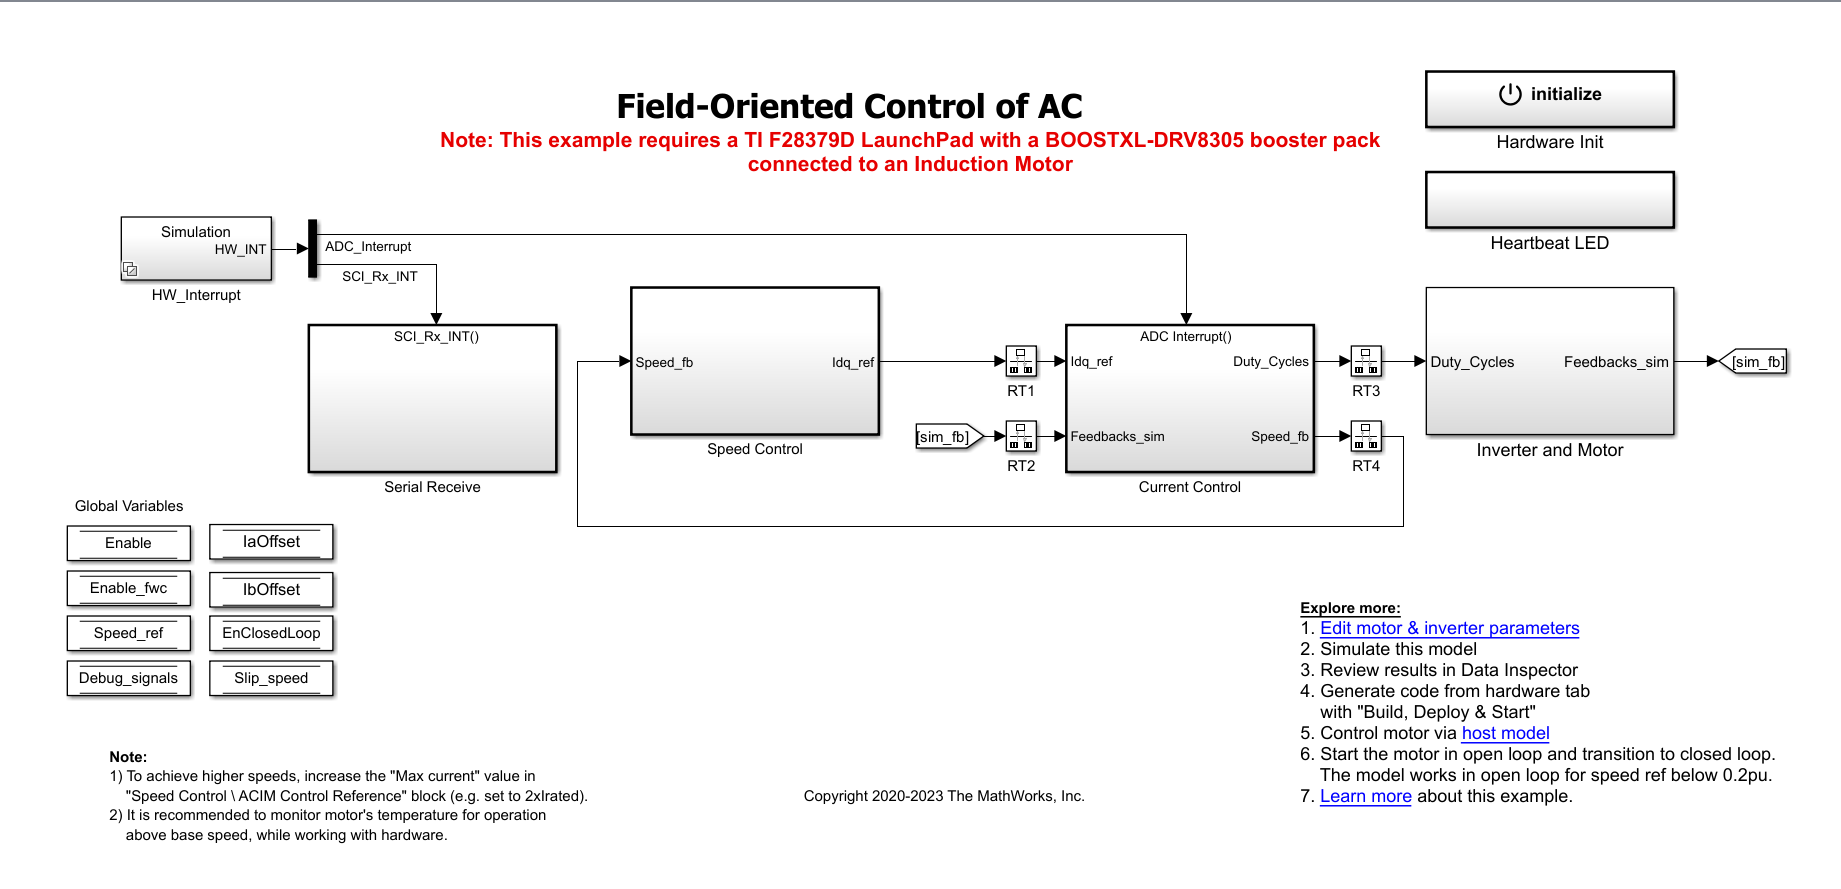 Field-Oriented Control of AC
Note: This example requires a TI F28379D LaunchPad with a BOOSTXL-DRV8305 booster pack
connected to an Induction Motor
initialize
Hardware Init
Heartbeat LED
Simulation
HW_INT
HW_Interrupt
ADC_Interrupt
SCI_Rx_INT
SCI_Rx_INT()
Serial Receive
Speed_fb
Idq_ref
Speed Control
RT1
[sim_fb]
RT2
ADC Interrupt()
Idq_ref
Duty_Cycles
Feedbacks_sim
Speed_fb
Current Control
RT3
RT4
Duty_Cycles
Feedbacks_sim
Inverter and Motor
[sim_fb]
Global Variables
Enable
IaOffset
Enable_fwc
IbOffset
Speed_ref
EnClosedLoop
Debug_signals
Slip_speed
Explore more:
1. Edit motor & inverter parameters
2. Simulate this model
3. Review results in Data Inspector
4. Generate code from hardware tab
with "Build, Deploy & Start"
5. Control motor via host model
6. Start the motor in open loop and transition to closed loop.
The model works in open loop for speed ref below 0.2pu.
7. Learn more about this example.
Note:
1) To achieve higher speeds, increase the "Max current" value in
"Speed Control \ ACIM Control Reference" block (e.g. set to 2xIrated).
2) It is recommended to monitor motor's temperature for operation
above base speed, while working with hardware.
Copyright 2020-2023 The MathWorks, Inc.